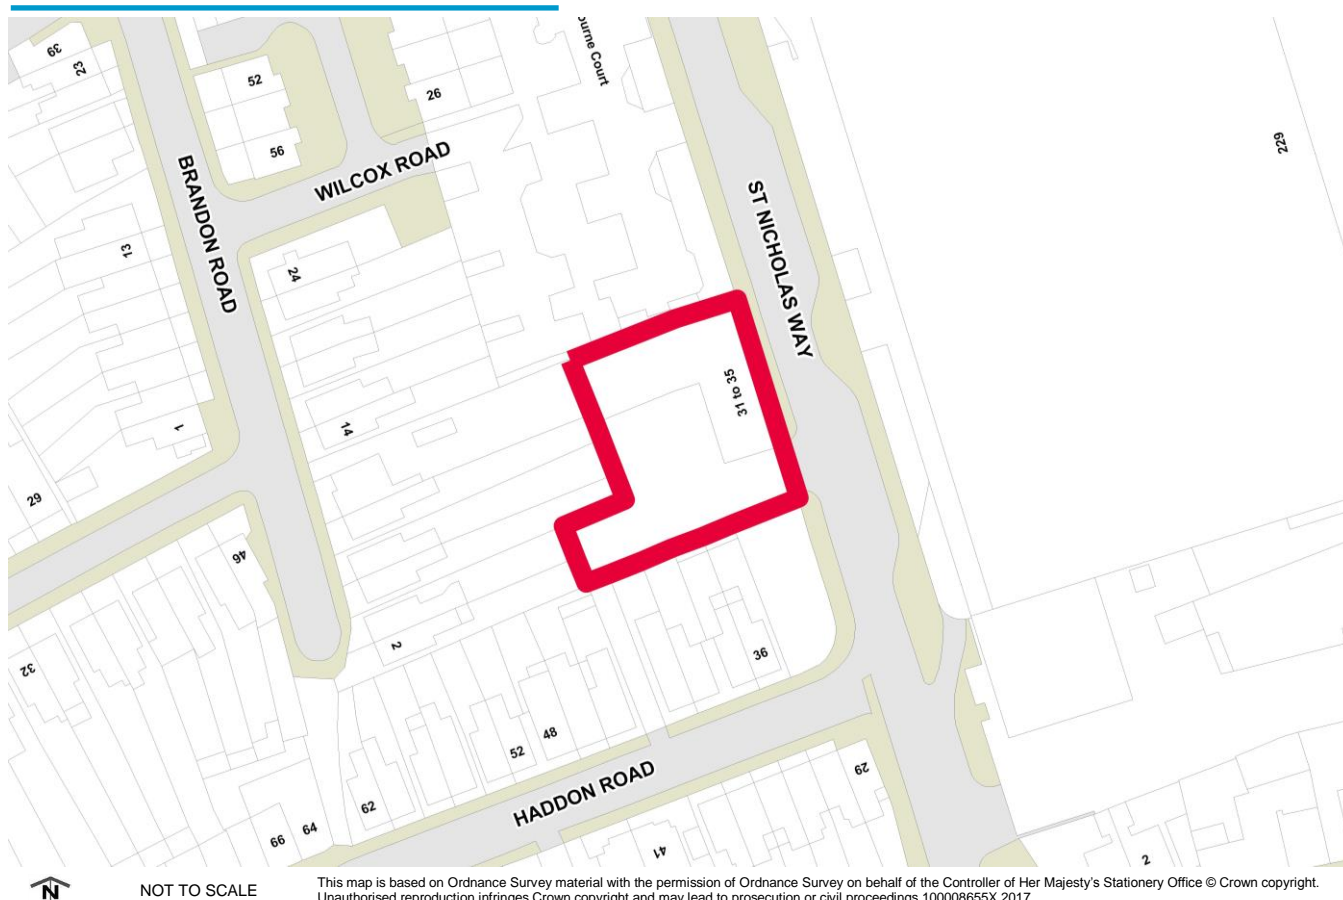 39
23
52
56
26
urne Court
229
BRANDON ROAD
WILCOX ROAD
ST NICHOLAS WAY
13
24
31 to 35
14
1
29
46
2
32
36
52
48
62
64
66
HADDON ROAD
29
41
2
N
NOT TO SCALE
This map is based on Ordnance Survey material with the permission of Ordnance Survey on behalf of the Controller of Her Majesty's Stationery Office © Crown copyright.
Unauthorised reproduction infringes Crown copyright and may lead to prosecution or civil proceedings 100008655X 2017